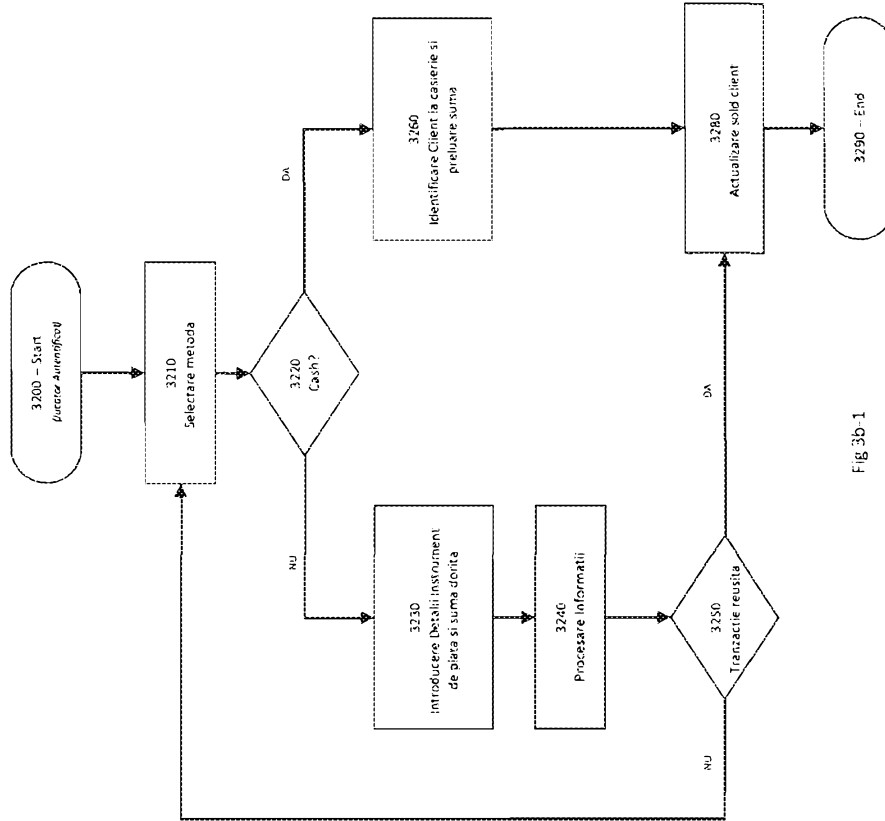 3200 – Start
(Jucator Autentificat)
3210
Selectare metoda
3220
Cash?
NU
DA
3230
Introducere Detalii Instrument
de plata si suma dorita
3260
Identificare Client la casierie si
preluare suma
3240
Procesare Informatii
3250
Tranzactie reusita
NU
DA
3280
Actualizare sold client
3290 – End
Fig 3b-1